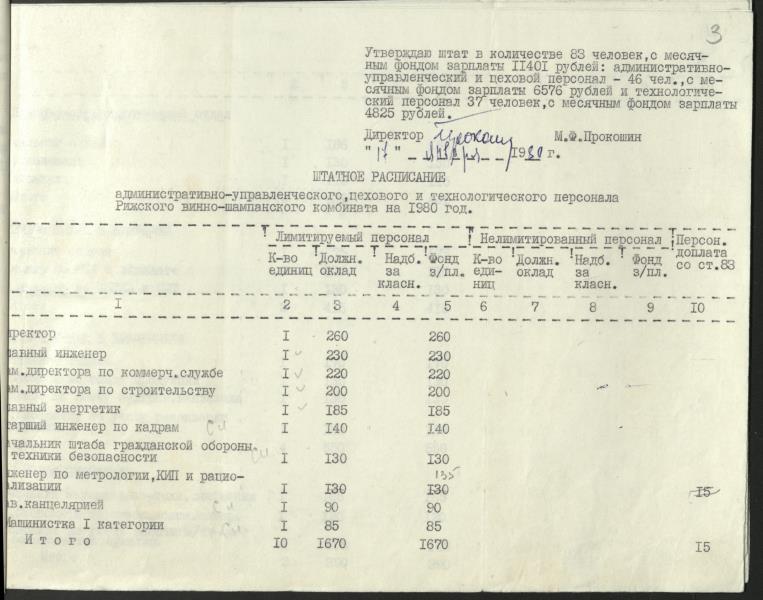 3
Утверждаю штат в количестве 83 человек,с месяч-
ным фондом зарплаты II40I рублей: административно-
управленческий и цеховой персонал - 46 чел.,с ме-
сячным фондом зарплаты 6576 рублей и технологиче-
ский персонал 37 человек,с месячным фондом зарплаты
4825 рублей.
Директор М.Ф.Прокошин
"17" января 1980 г.
ШТАТНОЕ РАСПИСАНИЕ
административно-управленческого,цехового и технологического персонала
Рижского винно-шампанского комбината на I980 год.
Лимитируемый персонал ! Нелимитированный персонал ! Персон. доплата со ст.83
К-во единиц Должн. оклад Надб. за класн. Фонд з/пл. К-во еди-ниц Должн. оклад Надб. за класн. Фонд з/пл.
I 2 3 4 5 6 7 8 9 I0
иректор I 260 260
лавный инженер I 230 230
ам.директора по коммерч.службе I 220 220
ам.директора по строительству I 200 200
лавный энергетик I I85 I85
тарший инженер по кадрам I I40 I40
ачальник штаба гражданской обороны
техники безопасности I I30 I30
нженер по метрологии,КИП и рацио- 135
ализации I I30 I30 I5
ав.канцелярией I 90 90
Машинистка I категории I 85 85
И т о г о I0 I670 I670 I5